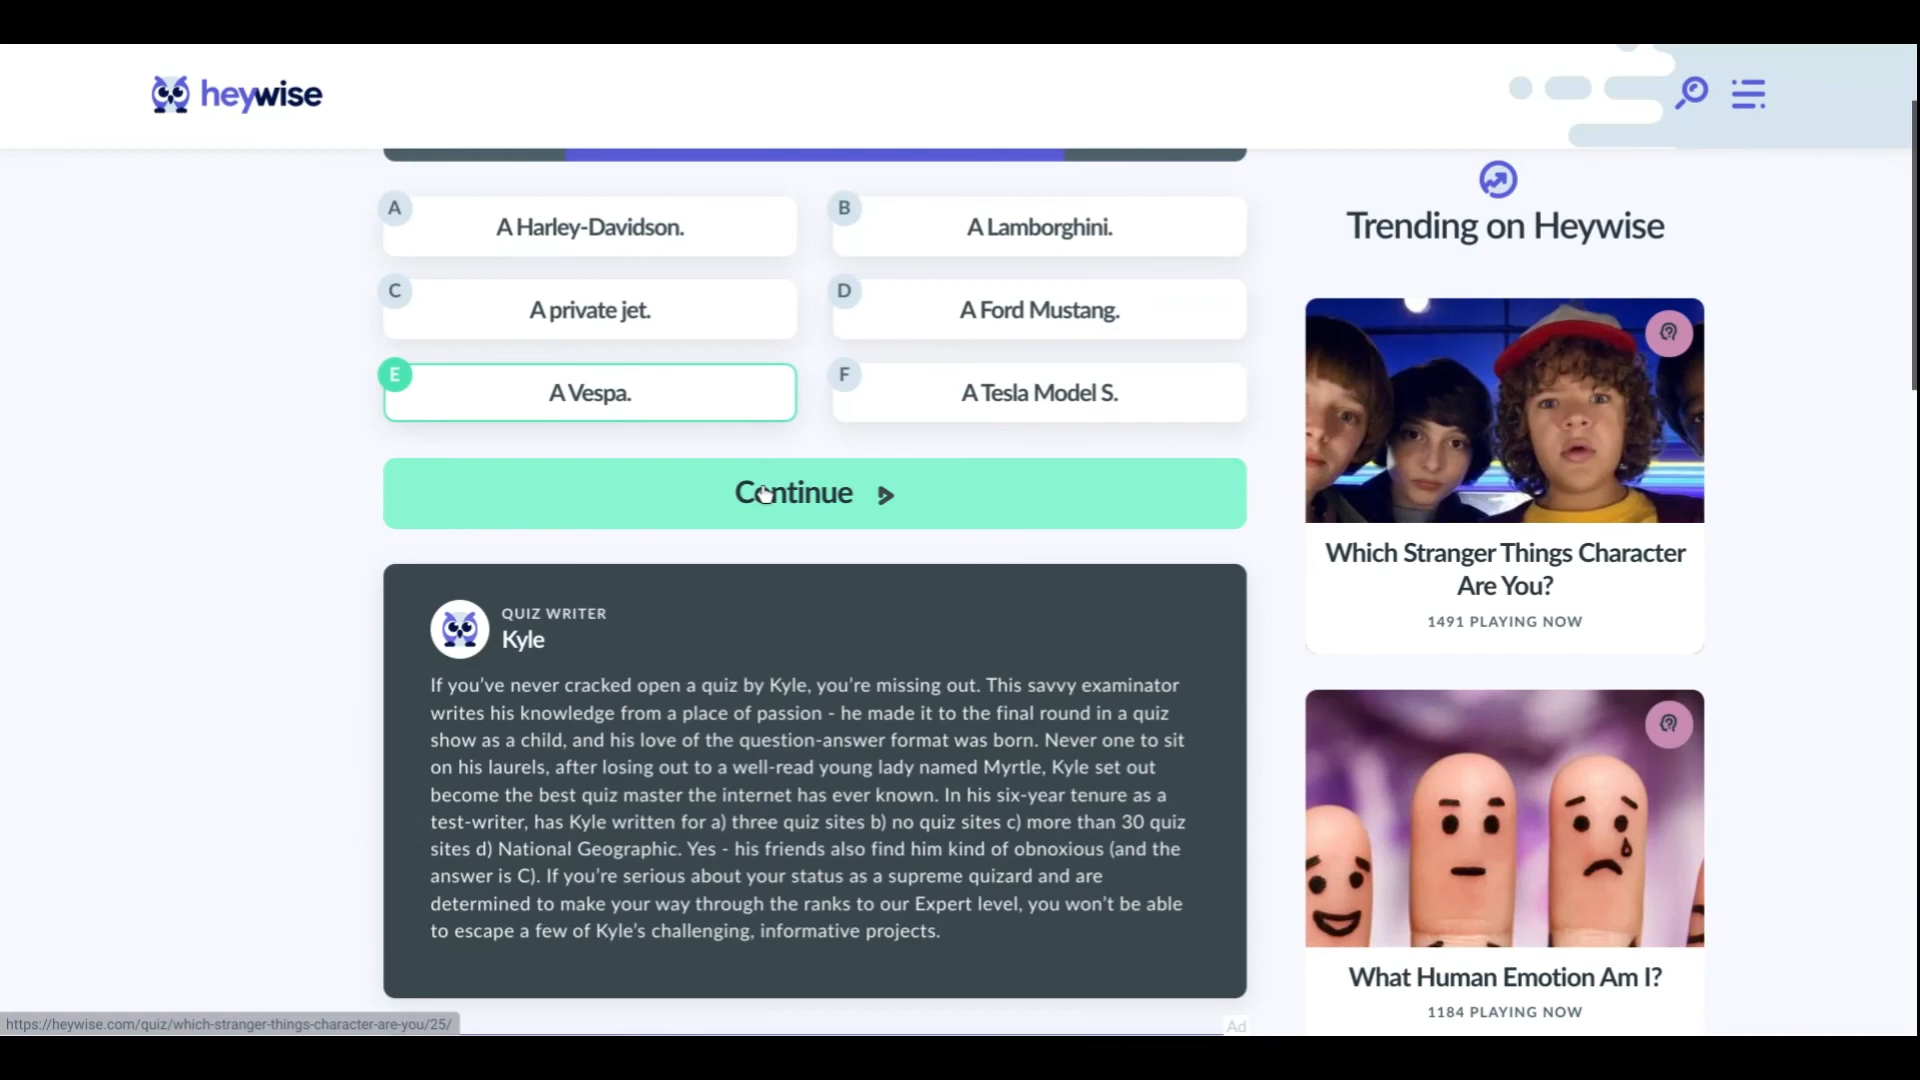 heywise
A
A Harley-Davidson.
B
A Lamborghini.
C
A private jet.
D
A Ford Mustang.
E
A Vespa.
F
A Tesla Model S.
Continue
QUIZ WRITER
Kyle
If you've never cracked open a quiz by Kyle, you're missing out. This savvy examinator
writes his knowledge from a place of passion - he made it to the final round in a quiz
show as a child, and his love of the question-answer format was born. Never one to sit
on his laurels, after losing out to a well-read young lady named Myrtle, Kyle set out
become the best quiz master the internet has ever known. In his six-year tenure as a
test-writer, has Kyle written for a) three quiz sites b) no quiz sites c) more than 30 quiz
sites d) National Geographic. Yes - his friends also find him kind of obnoxious (and the
answer is C). If you're serious about your status as a supreme quizard and are
determined to make your way through the ranks to our Expert level, you won't be able
to escape a few of Kyle's challenging, informative projects.
Ad
Trending on Heywise
Which Stranger Things Character
Are You?
1491 PLAYING NOW
What Human Emotion Am I?
1184 PLAYING NOW
https://heywise.com/quiz/which-stranger-things-character-are-you/25/